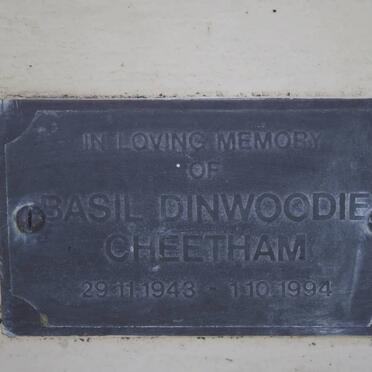 IN LOVING MEMORY
OF
BASIL DINWOODIE
CHEETHAM
29.11.1943 - 1.10.1994